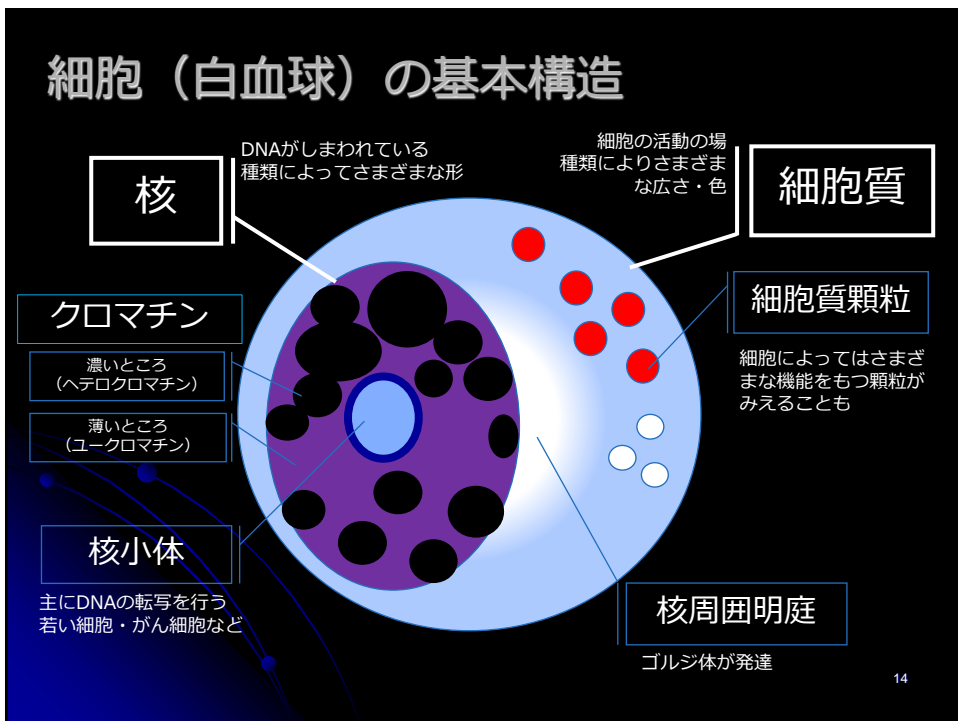 細胞（白血球）の基本構造
核
DNAがしまわれている
種類によってさまざまな形
細胞の活動の場
種類によりさまざま
な広さ・色
細胞質
クロマチン
濃いところ
（ヘテロクロマチン）
薄いところ
（ユークロマチン）
細胞質顆粒
細胞によってはさまざ
まな機能をもつ顆粒が
みえることも
核小体
主にDNAの転写を行う
若い細胞・がん細胞など
核周囲明庭
ゴルジ体が発達
14